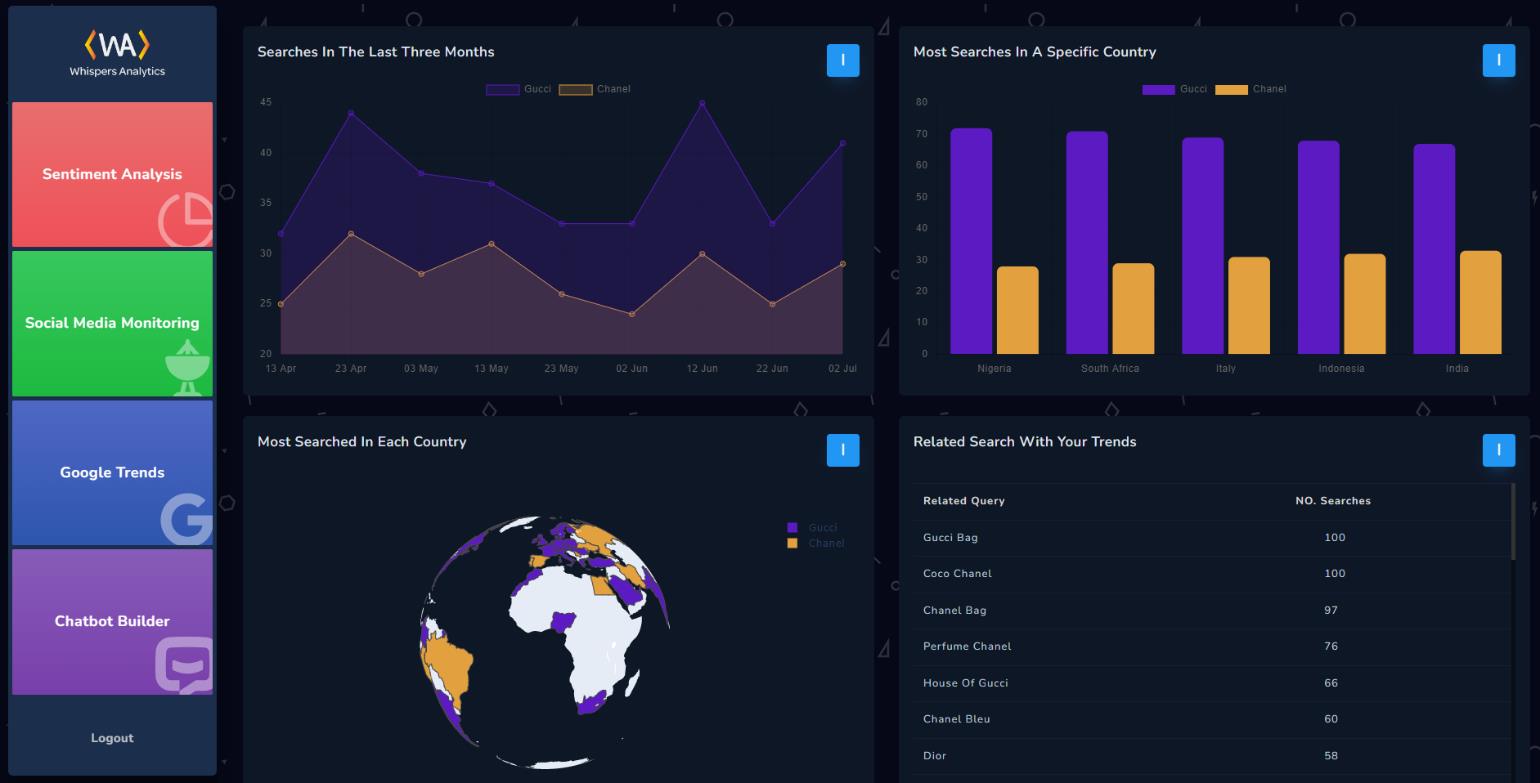 WA
Whispers Analytics
Sentiment Analysis
Social Media Monitoring
Google Trends
Chatbot Builder
Logout
Searches In The Last Three Months
I
Gucci Chanel
45
40
35
30
25
20
13 Apr 23 Apr 03 May 13 May 23 May 02 Jun 12 Jun 22 Jun 02 Jul
Most Searches In A Specific Country
I
Gucci Chanel
80
70
60
50
40
30
20
10
0
Nigeria South Africa Italy Indonesia India
Most Searched In Each Country
I
Gucci
Chanel
Related Search With Your Trends
I
Related Query NO. Searches
Gucci Bag 100
Coco Chanel 100
Chanel Bag 97
Perfume Chanel 76
House Of Gucci 66
Chanel Bleu 60
Dior 58